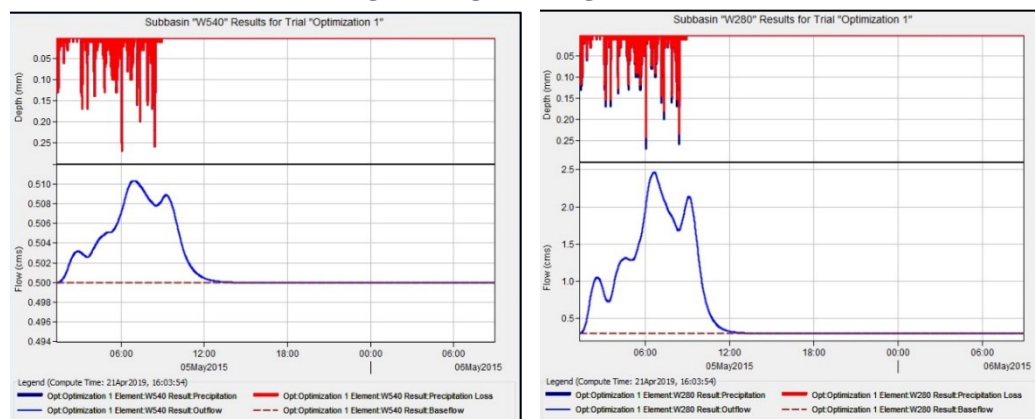 Subbasin "W540" Results for Trial "Optimization 1"
Depth (mm)
0.05
0.10
0.15
0.20
0.25
Flow (cms)
0.510
0.508
0.506
0.504
0.502
0.500
0.498
0.496
0.494
06:00 12:00 18:00 00:00 06:00
05May2015 | 06May2015
Legend (Compute Time: 21Apr2019, 16:03:54)
Opt:Optimization 1 Element:W540 Result:Precipitation Opt:Optimization 1 Element:W540 Result:Precipitation Loss
Opt:Optimization 1 Element:W540 Result:Outflow Opt:Optimization 1 Element:W540 Result:Baseflow
Subbasin "W280" Results for Trial "Optimization 1"
Depth (mm)
0.05
0.10
0.15
0.20
0.25
Flow (cms)
2.5
2.0
1.5
1.0
0.5
06:00 12:00 18:00 00:00 06:00
05May2015 | 06May2015
Legend (Compute Time: 21Apr2019, 16:03:54)
Opt:Optimization 1 Element:W280 Result:Precipitation Opt:Optimization 1 Element:W280 Result:Precipitation Loss
Opt:Optimization 1 Element:W280 Result:Outflow Opt:Optimization 1 Element:W280 Result:Baseflow